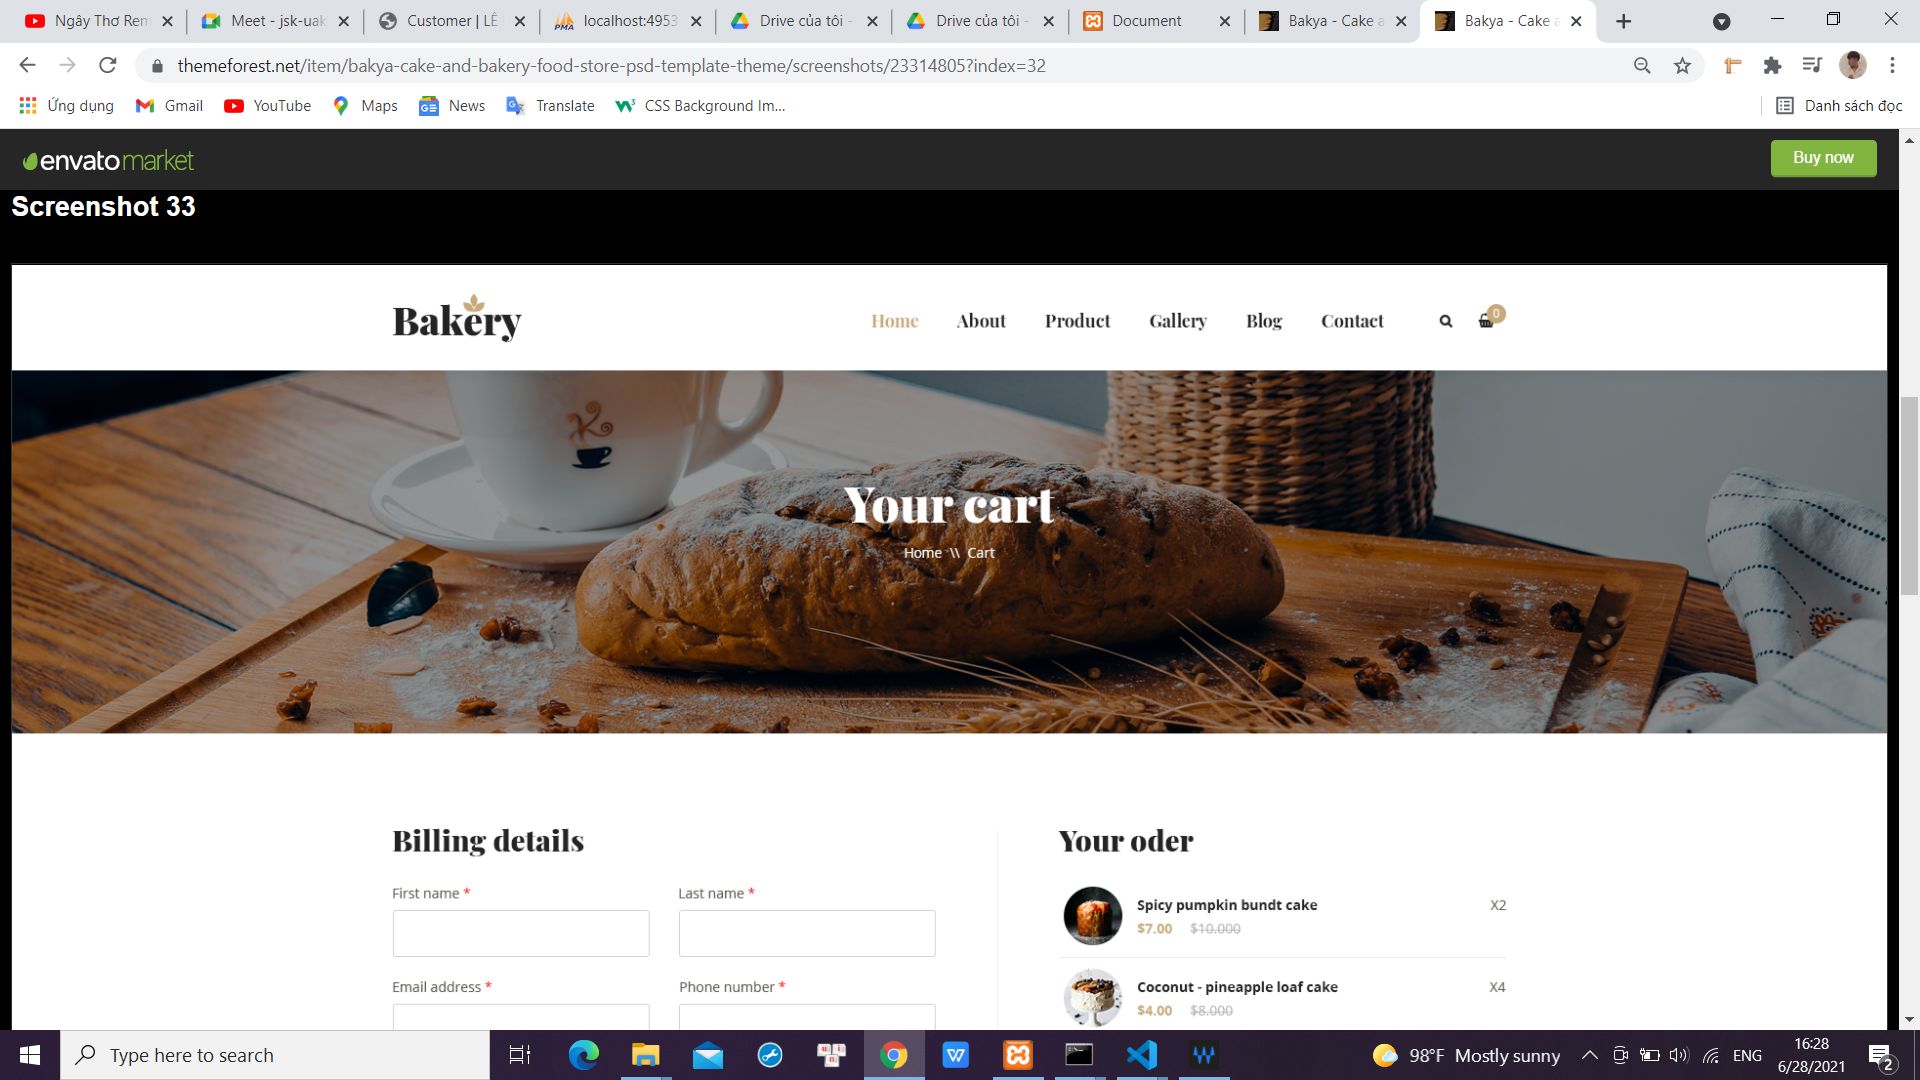 Ngây Thơ Rem
Meet - jsk-uak
Customer | LÊ
localhost:4953
Drive của tôi -
Drive của tôi -
Document
Bakya - Cake a
Bakya - Cake a
themeforest.net/item/bakya-cake-and-bakery-food-store-psd-template-theme/screenshots/23314805?index=32
Ứng dụng
Gmail
YouTube
Maps
News
Translate
CSS Background Im...
Danh sách đọc
envato market
Buy now
Screenshot 33
Bakery
Home
About
Product
Gallery
Blog
Contact
0
Your cart
Home \\ Cart
Billing details
Your oder
First name *
Last name *
Spicy pumpkin bundt cake
X2
$7.00 $10.000
Email address *
Phone number *
Coconut - pineapple loaf cake
X4
$4.00 $8.000
Type here to search
98°F Mostly sunny
ENG
16:28
6/28/2021
2